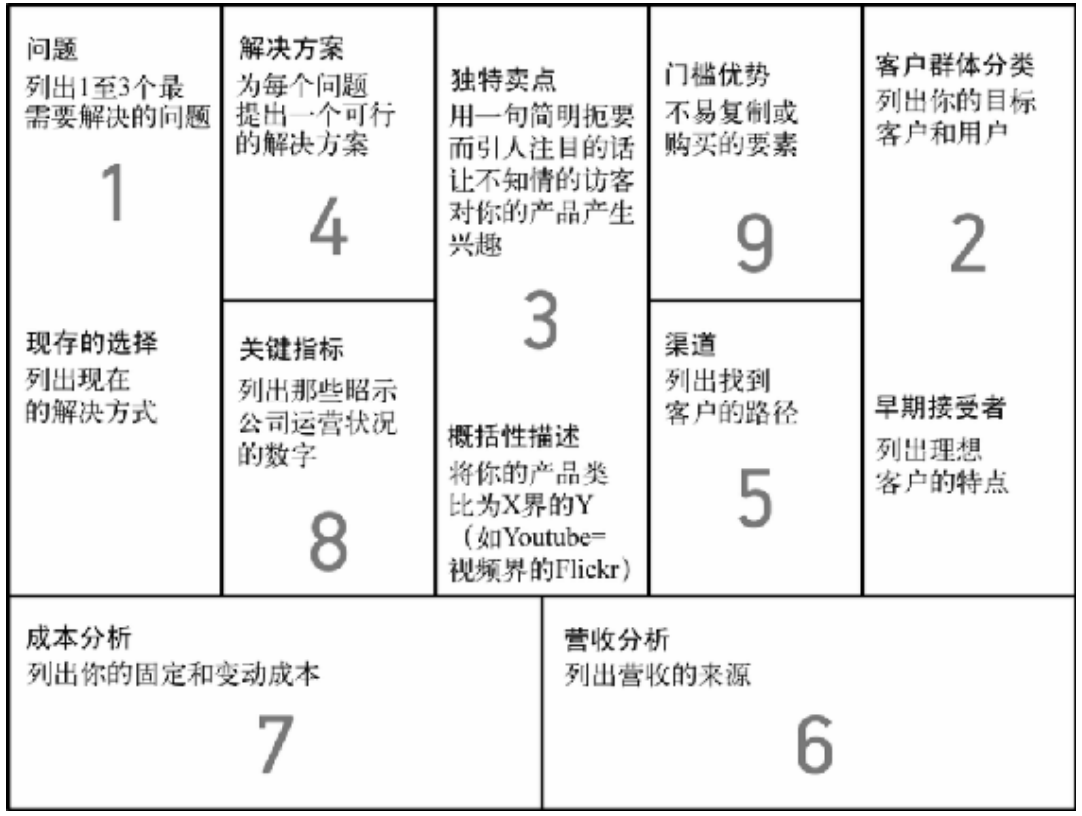 问题
列出1至3个最
需要解决的问题
1
现存的选择
列出现在
的解决方式
解决方案
为每个问题
提出一个可行
的解决方案
4
关键指标
列出那些昭示
公司运营状况
的数字
8
独特卖点
用一句简明扼要
而引人注目的话
让不知情的访客
对你的产品产生
兴趣
3
概括性描述
将你的产品类
比为X界的Y
（如Youtube=
视频界的Flickr）
门槛优势
不易复制或
购买的要素
9
渠道
列出找到
客户的路径
5
客户群体分类
列出你的目标
客户和用户
2
早期接受者
列出理想
客户的特点
成本分析
列出你的固定和变动成本
7
营收分析
列出营收的来源
6